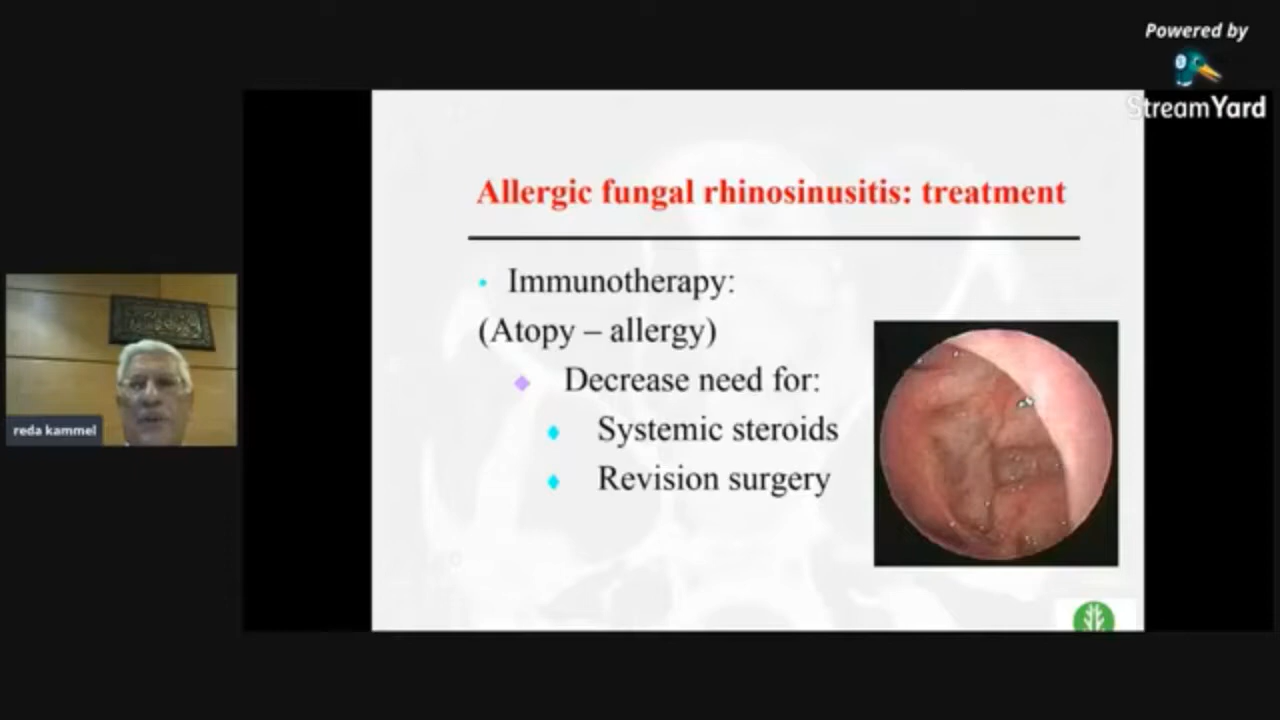 Powered by
StreamYard
Allergic fungal rhinosinusitis: treatment
• Immunotherapy:
(Atopy – allergy)
Decrease need for:
Systemic steroids
Revision surgery
reda kammel